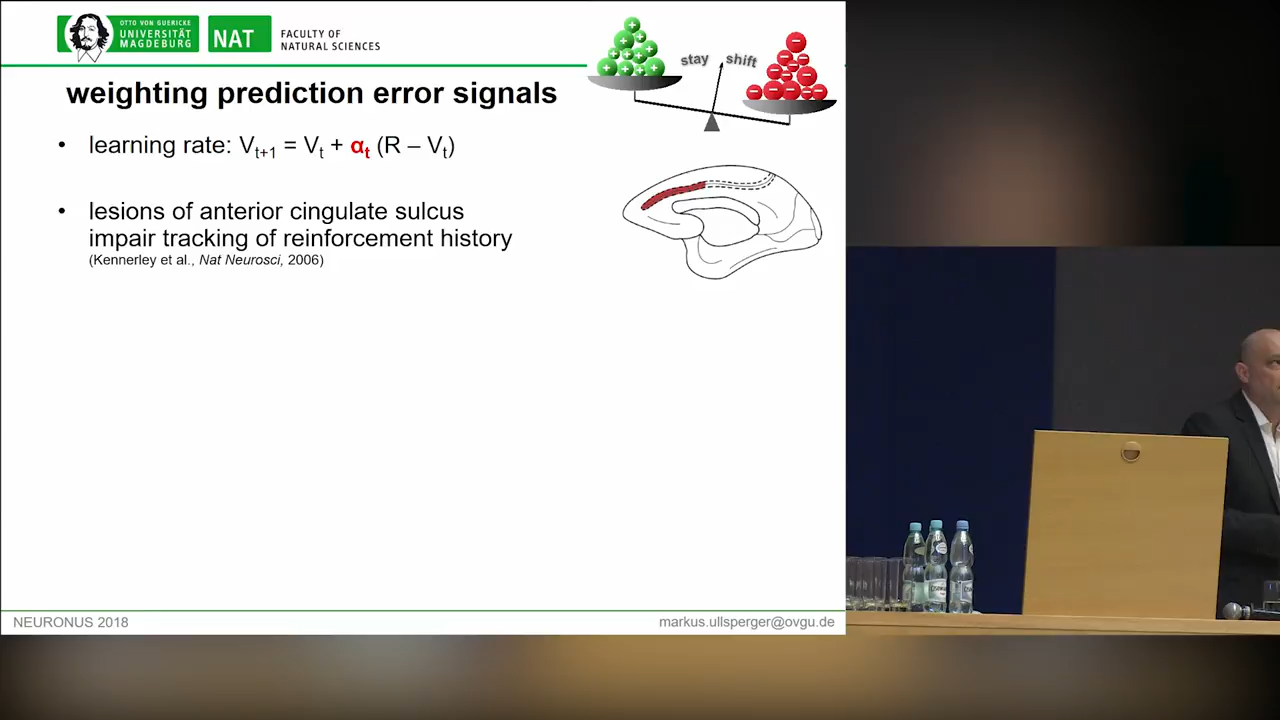 OTTO VON GUERICKE
UNIVERSITÄT
MAGDEBURG
NAT
FACULTY OF
NATURAL SCIENCES
stay shift
weighting prediction error signals
• learning rate: Vt+1 = Vt + αt (R – Vt)
• lesions of anterior cingulate sulcus
impair tracking of reinforcement history
(Kennerley et al., Nat Neurosci, 2006)
NEURONUS 2018
markus.ullsperger@ovgu.de